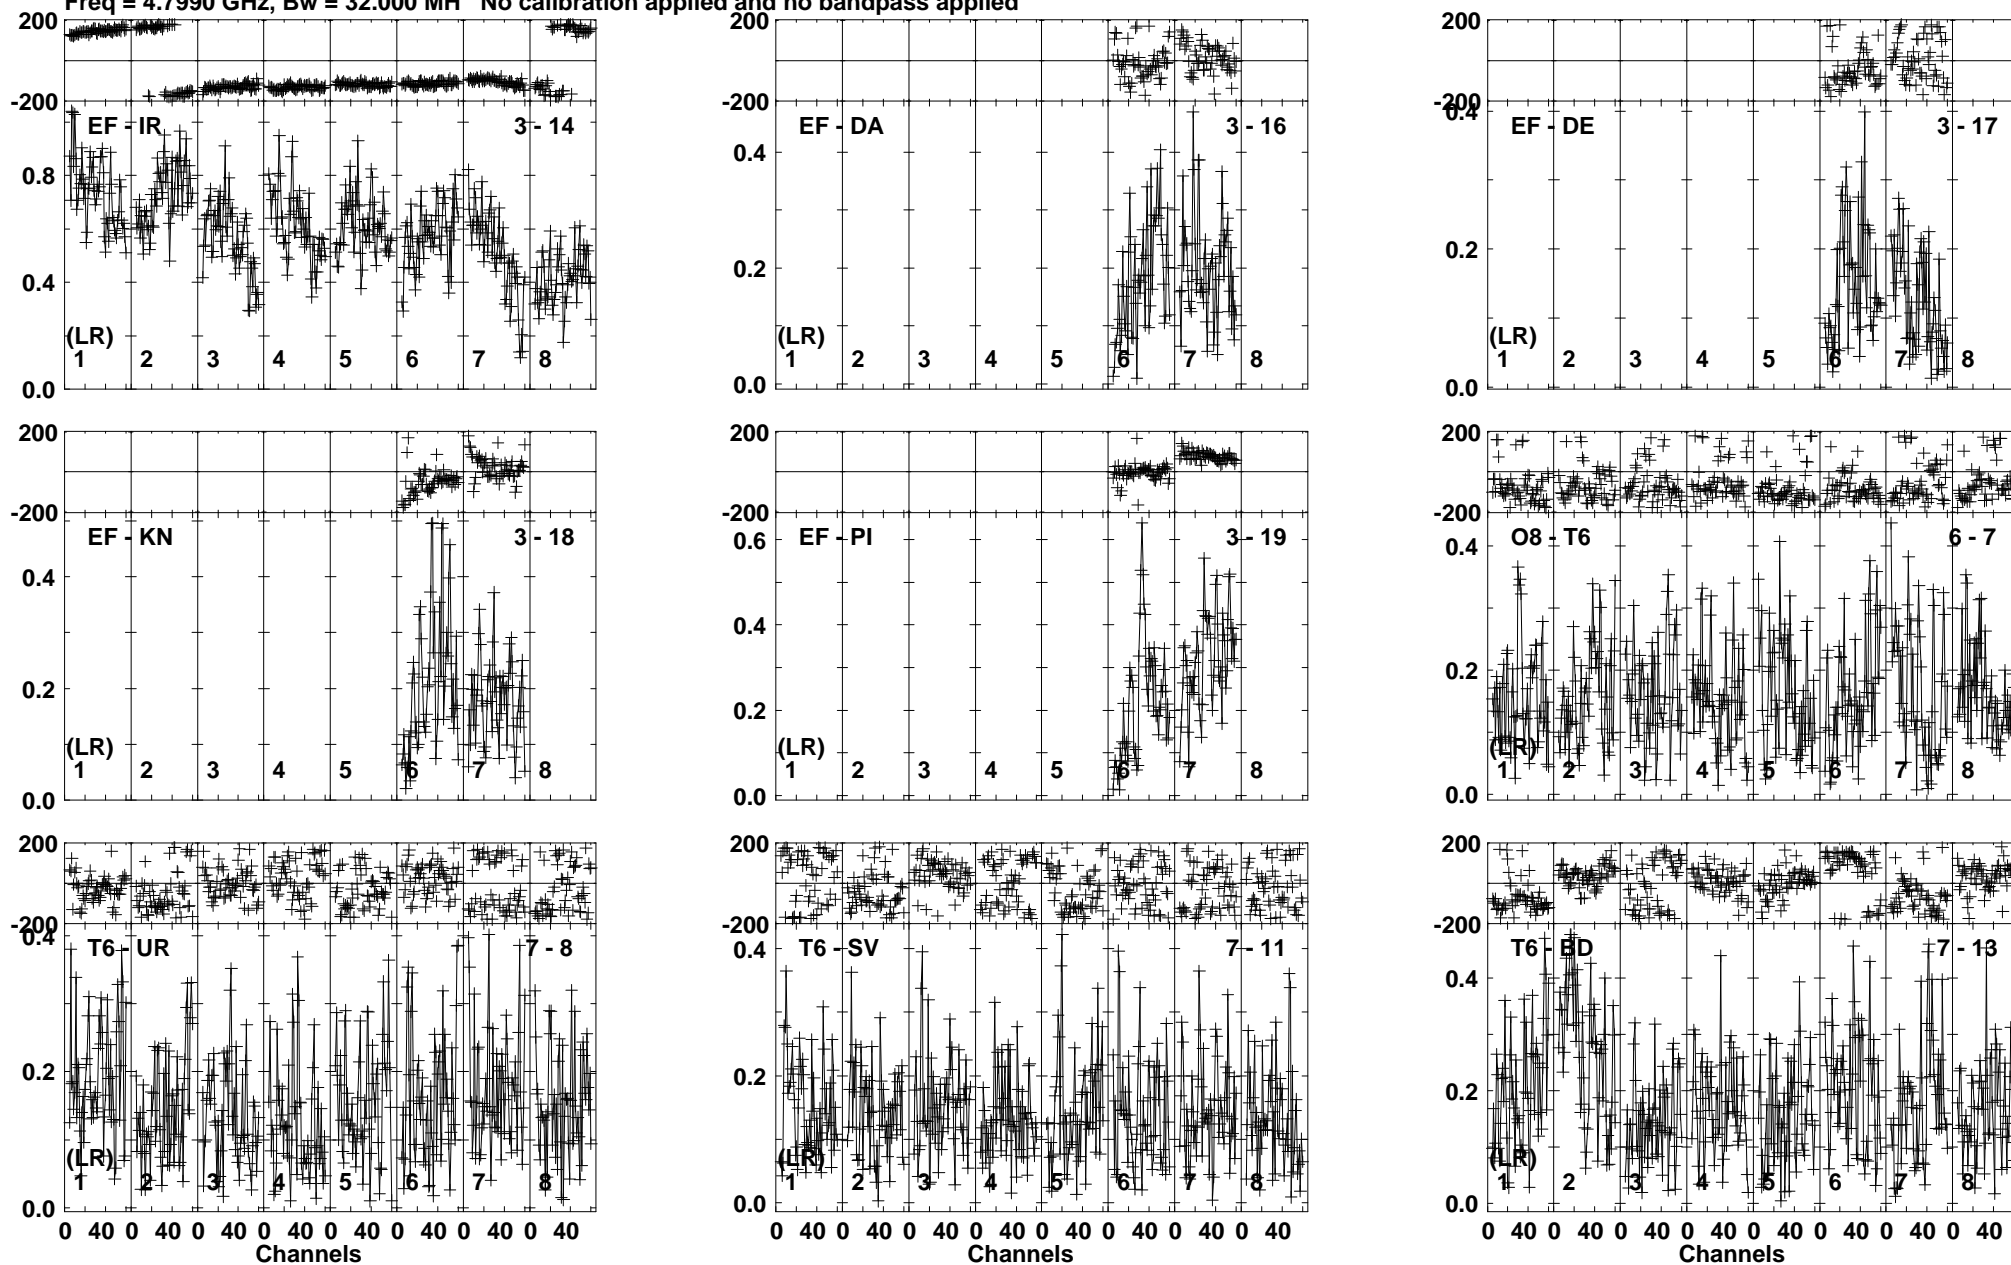 Freq = 4.7990 GHz, Bw = 32.000 MH No calibration applied and no bandpass applied
200 200 200
-200 -200 -200
EF - IR 3 - 14 EF - DA 3 - 16 0.4 EF - DE 3 - 17
0.8 0.4 0.2
0.4 0.2
(LR) (LR) (LR)
1 2 3 4 5 6 7 8 1 2 3 4 5 6 7 8 1 2 3 4 5 6 7 8
0.0 0.0 0.0
200 200 200
-200 -200 -200
EF - KN 3 - 18 EF - PI 3 - 19 O8 - T6 6 - 7
0.4 0.6 0.4
0.2 0.4 0.2
0.2
(LR) (LR) (LR)
1 2 3 4 5 6 7 8 1 2 3 4 5 6 7 8 1 2 3 4 5 6 7 8
0.0 0.0 0.0
200 200 200
-200 -200 -200
0.4 T6 - UR 7 - 8 0.4 T6 - SV 7 - 11 T6 - BD 7 - 13
0.4
0.2 0.2 0.2
(LR) (LR) (LR)
1 2 3 4 5 6 7 8 1 2 3 4 5 6 7 8 1 2 3 4 5 6 7 8
0.0 0.0 0.0
0 40 0 40 0 40 0 40 0 40 0 40 0 40 0 40 0 40 0 40 0 40 0 40 0 40 0 40 0 40 0 40 0 40 0 40 0 40 0 40 0 40 0 40 0 40 0 40
Channels Channels Channels